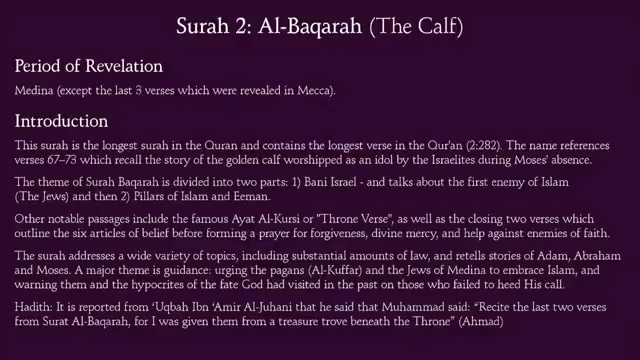 Surah 2: Al-Baqarah (The Calf)
Period of Revelation
Medina (except the last 3 verses which were revealed in Mecca).
Introduction
This surah is the longest surah in the Quran and contains the longest verse in the Qur'an (2:282). The name references
verses 67–73 which recall the story of the golden calf worshipped as an idol by the Israelites during Moses' absence.
The theme of Surah Baqarah is divided into two parts: 1) Bani Israel - and talks about the first enemy of Islam
(The Jews) and then 2) Pillars of Islam and Eeman.
Other notable passages include the famous Ayat Al-Kursi or "Throne Verse", as well as the closing two verses which
outline the six articles of belief before forming a prayer for forgiveness, divine mercy, and help against enemies of faith.
The surah addresses a wide variety of topics, including substantial amounts of law, and retells stories of Adam, Abraham
and Moses. A major theme is guidance: urging the pagans (Al-Kuffar) and the Jews of Medina to embrace Islam, and
warning them and the hypocrites of the fate God had visited in the past on those who failed to heed His call.
Hadith: It is reported from ‘Uqbah Ibn ‘Amir Al-Juhani that he said that Muhammad said: “Recite the last two verses
from Surat Al-Baqarah, for I was given them from a treasure trove beneath the Throne” (Ahmad)